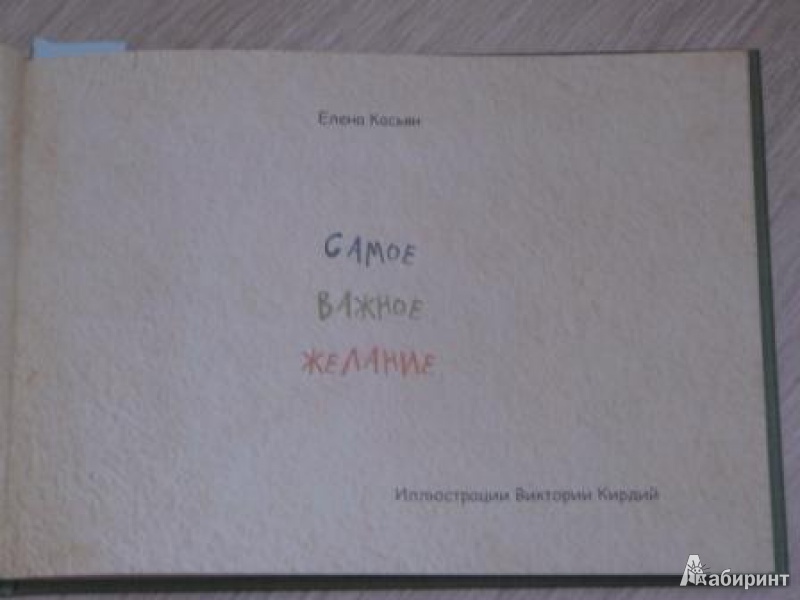 Елена Касьян
САМОЕ
ВАЖНОЕ
ЖЕЛАНИЕ
Иллюстрации Виктории Кирдий
Лабиринт